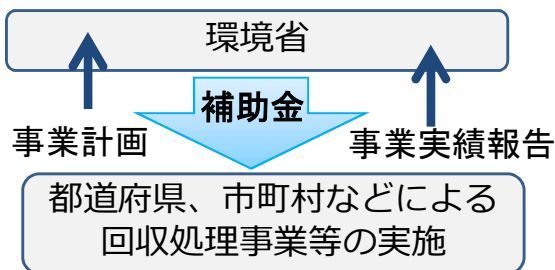 環境省
補助金
事業計画
事業実績報告
都道府県、市町村などによる
回収処理事業等の実施